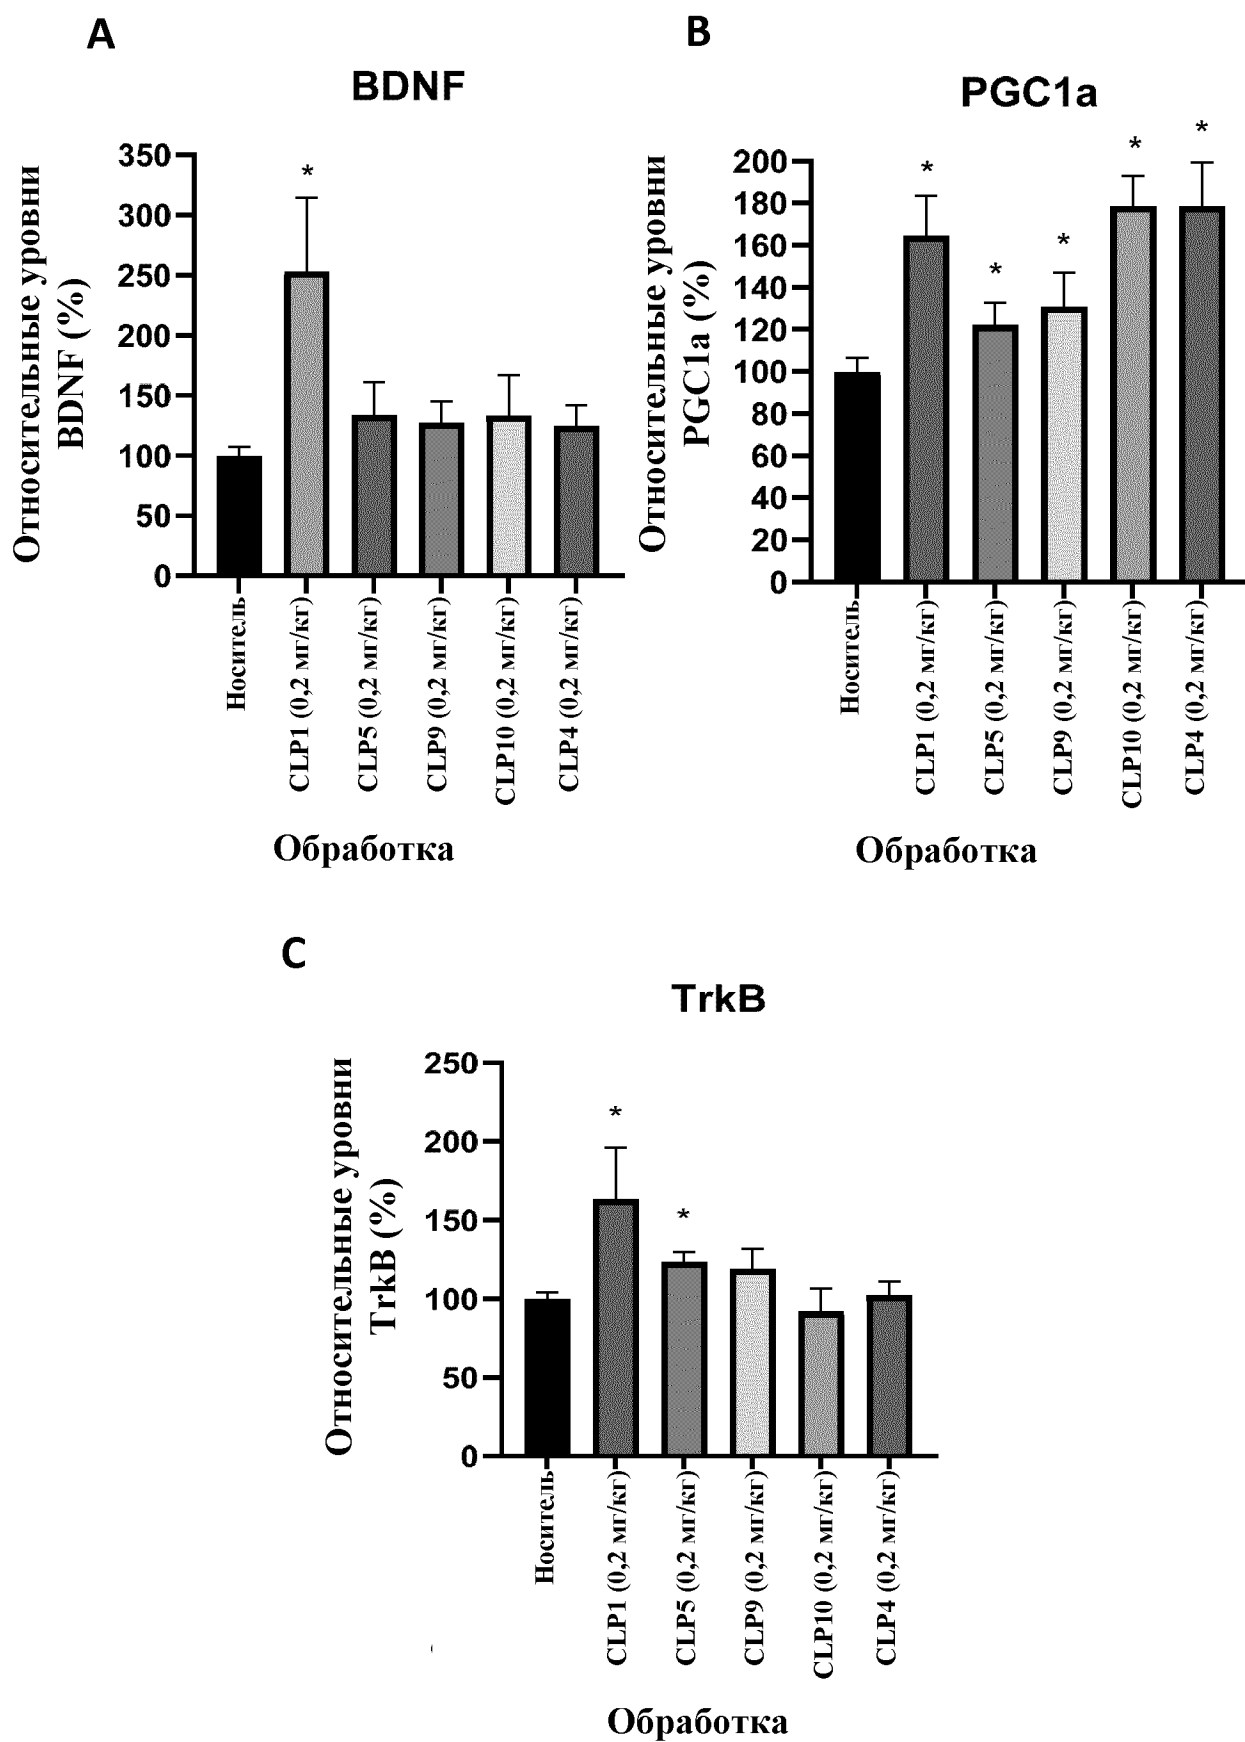 A
BDNF
Относительные уровни
BDNF (%)
350
300
250
200
150
100
50
0
Носитель
CLP1 (0,2 мг/кг)
CLP5 (0,2 мг/кг)
CLP9 (0,2 мг/кг)
CLP10 (0,2 мг/кг)
CLP4 (0,2 мг/кг)
*
Обработка
B
PGC1a
Относительные уровни
PGC1a (%)
200
180
160
140
120
100
80
60
40
20
0
Носитель
CLP1 (0,2 мг/кг)
CLP5 (0,2 мг/кг)
CLP9 (0,2 мг/кг)
CLP10 (0,2 мг/кг)
CLP4 (0,2 мг/кг)
*
*
*
*
*
Обработка
C
TrkB
Относительные уровни
TrkB (%)
250
200
150
100
50
0
Носитель
CLP1 (0,2 мг/кг)
CLP5 (0,2 мг/кг)
CLP9 (0,2 мг/кг)
CLP10 (0,2 мг/кг)
CLP4 (0,2 мг/кг)
*
*
Обработка